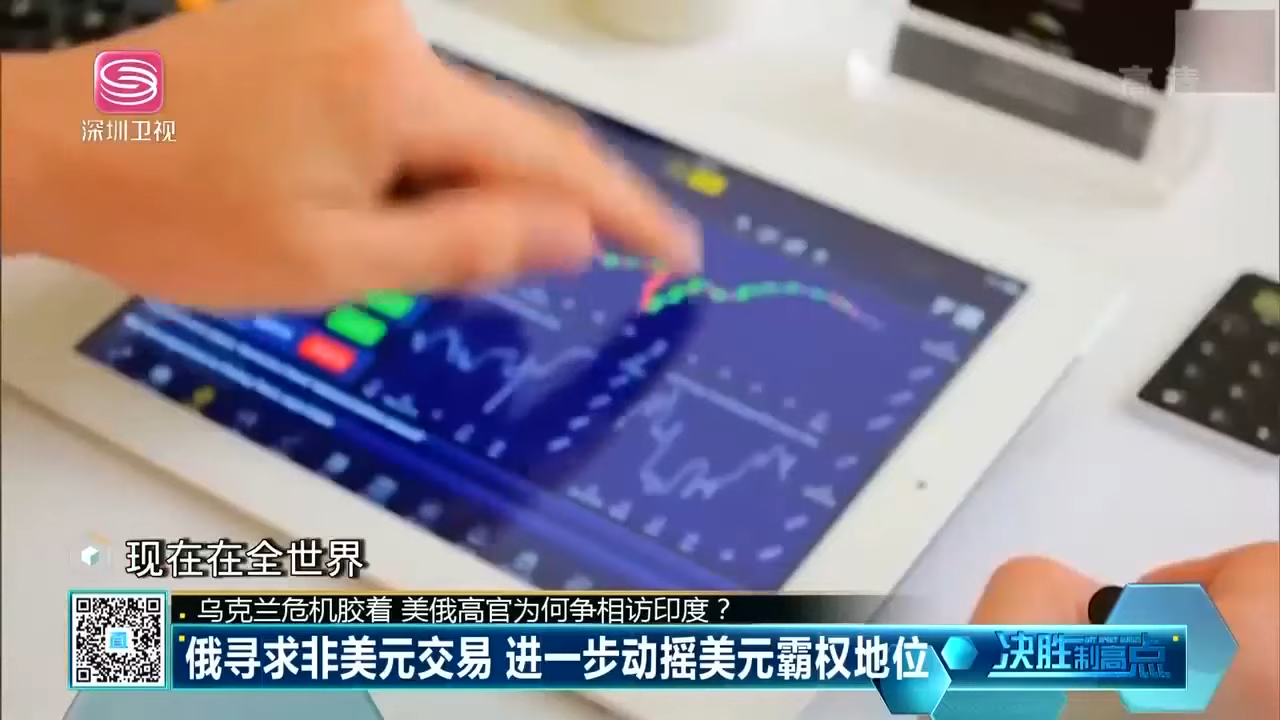 深圳卫视
高清
现在在全世界
乌克兰危机胶着 美俄高官为何争相访印度？
俄寻求非美元交易 进一步动摇美元霸权地位
决胜制高点